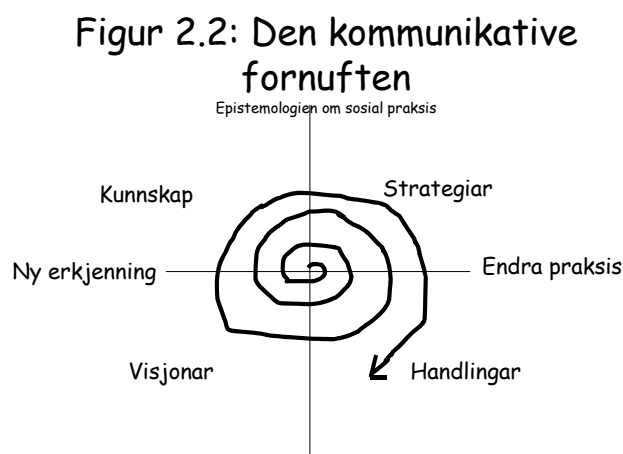 Figur 2.2: Den kommunikative
fornuften
Epistemologien om sosial praksis
Kunnskap
Strategiar
Ny erkjenning
Endra praksis
Visjonar
Handlingar